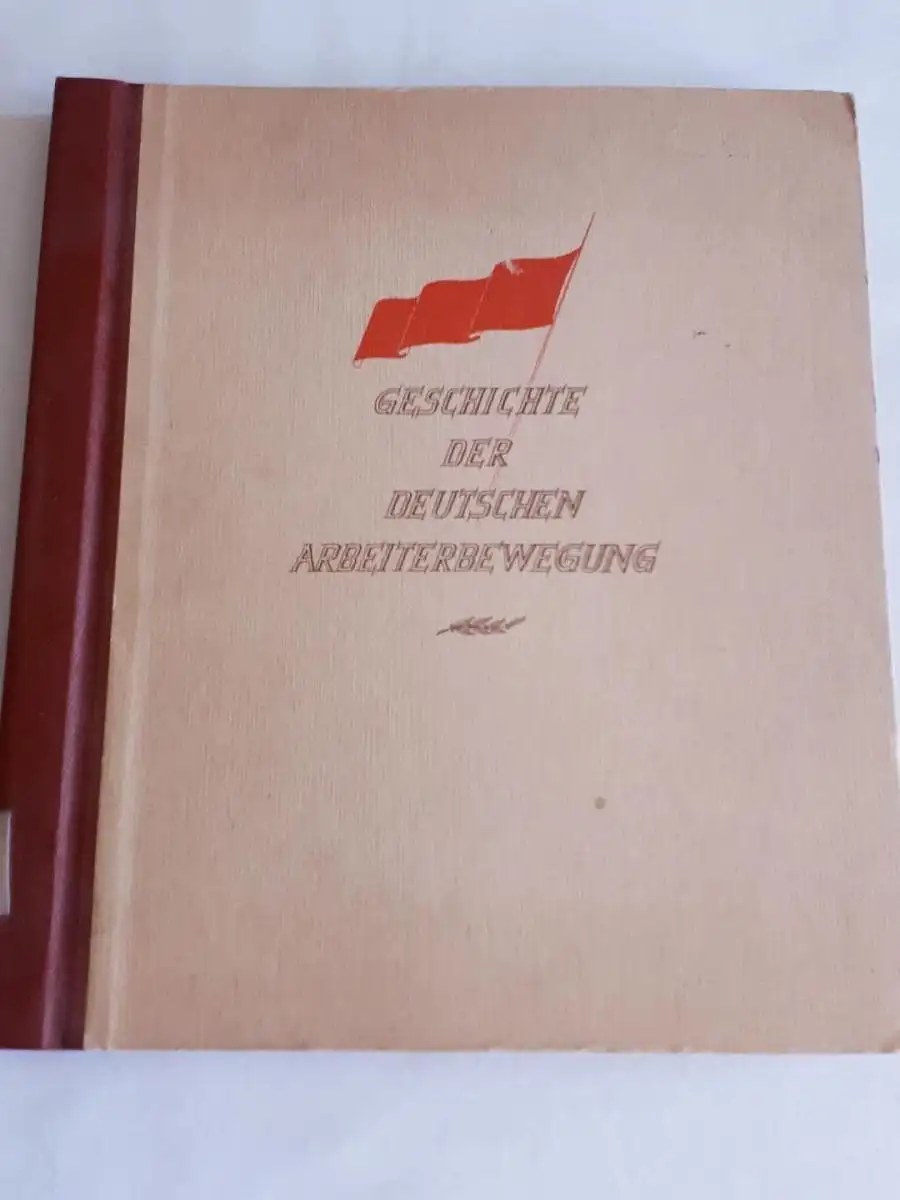 GESCHICHTE
DER
DEUTSCHEN
ARBEITERBEWEGUNG